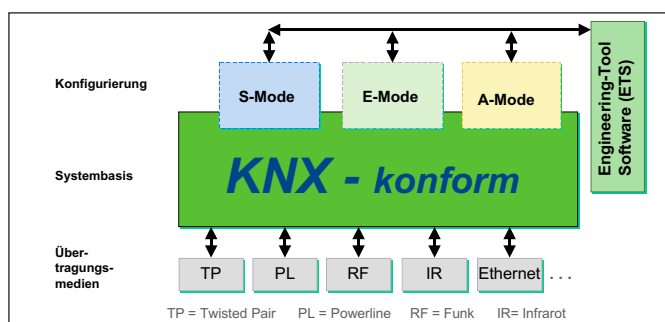 Konfigurierung
S-Mode
E-Mode
A-Mode
Engineering-Tool
Software (ETS)
Systembasis
KNX - konform
Über-
tragungs-
medien
TP
PL
RF
IR
Ethernet
. . .
TP = Twisted Pair PL = Powerline RF = Funk IR= Infrarot